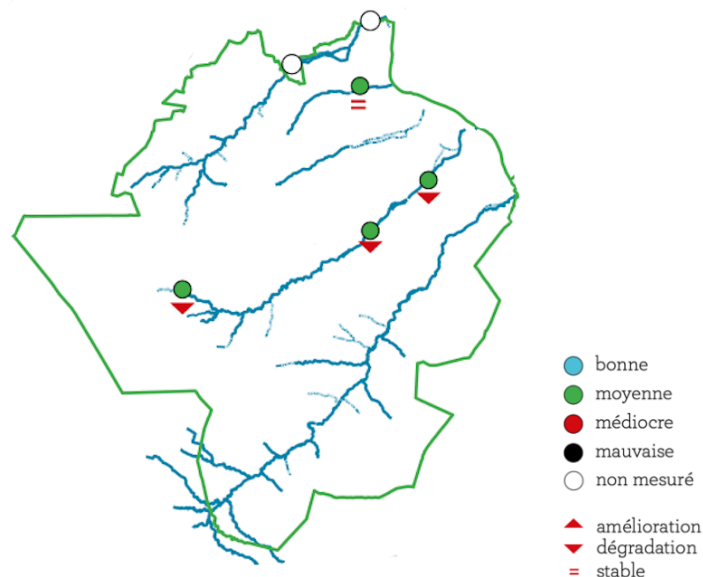 bonne
moyenne
médiocre
mauvaise
non mesuré
amélioration
dégradation
= stable